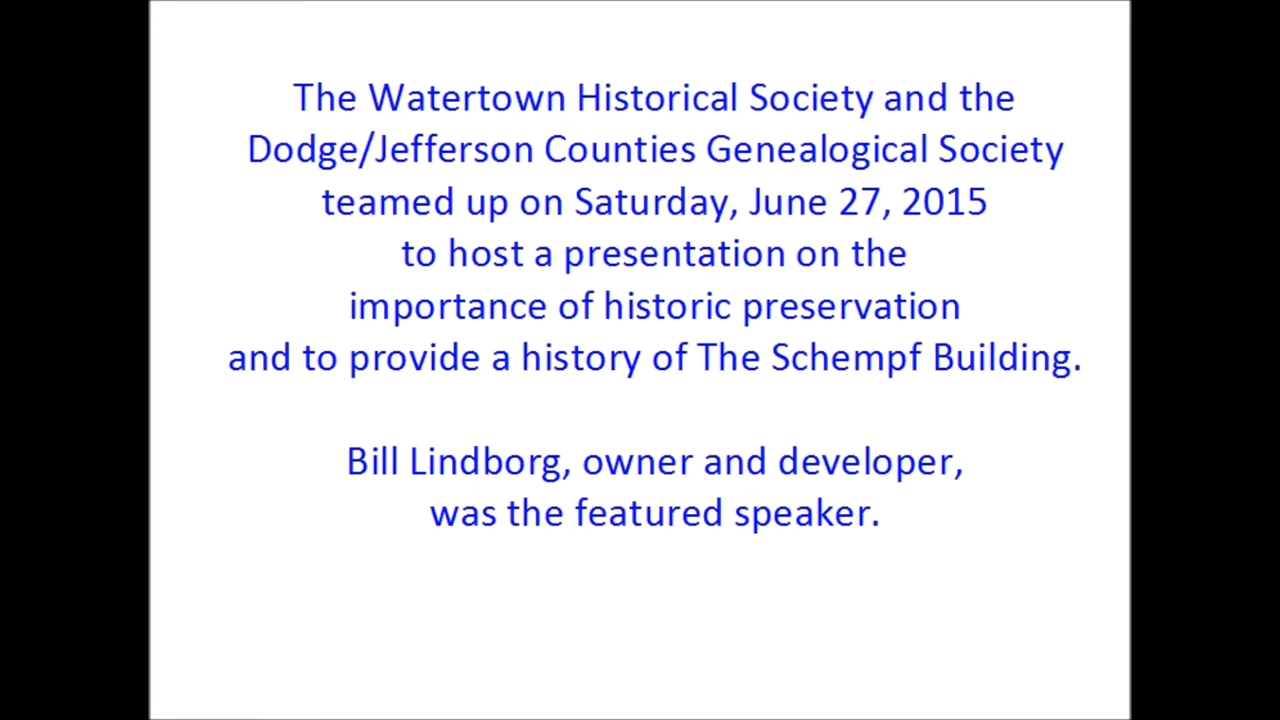 The Watertown Historical Society and the
Dodge/Jefferson Counties Genealogical Society
teamed up on Saturday, June 27, 2015
to host a presentation on the
importance of historic preservation
and to provide a history of The Schempf Building.
Bill Lindborg, owner and developer,
was the featured speaker.